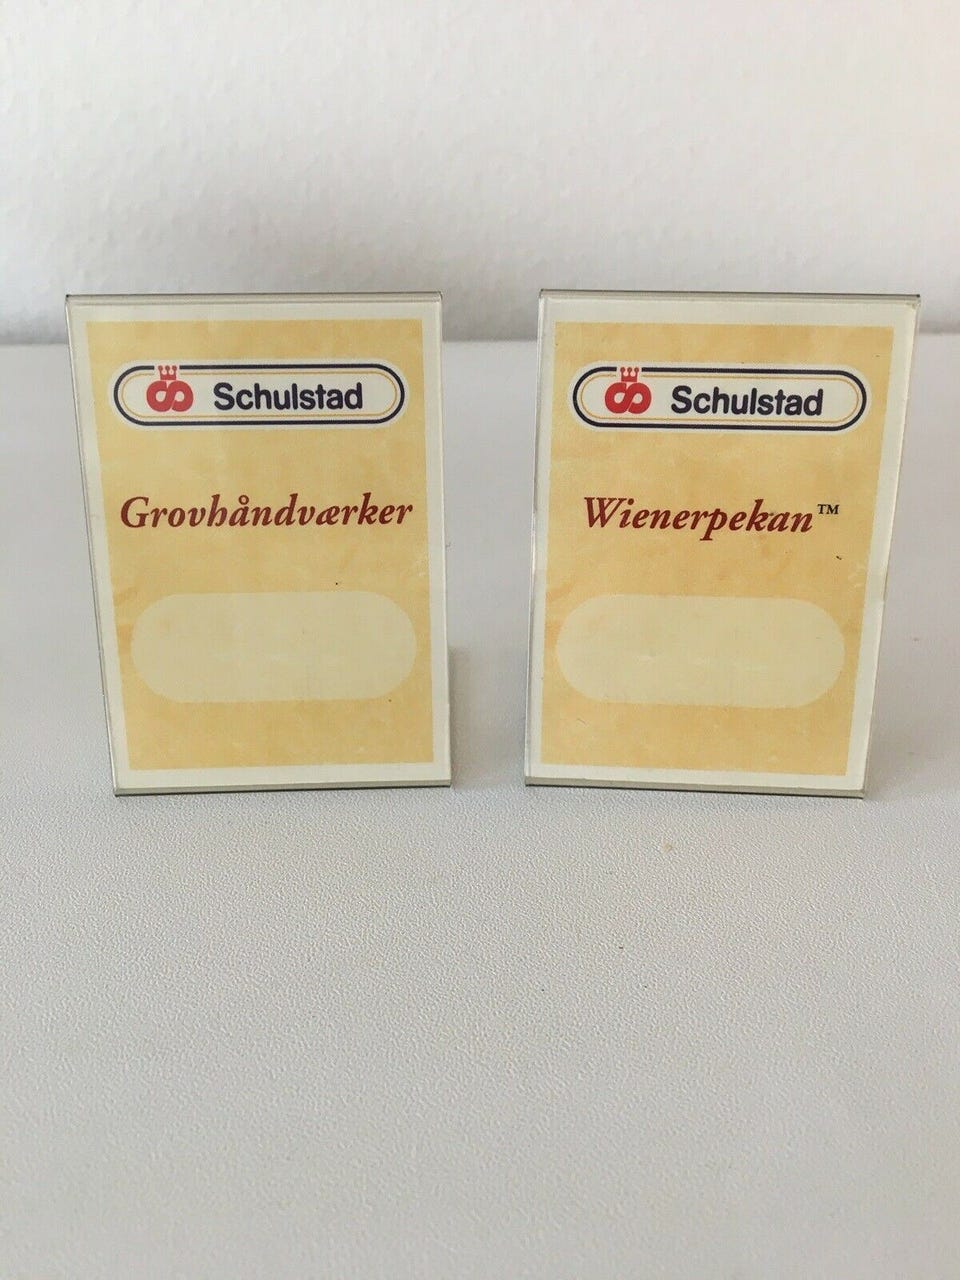 Schulstad
Grovhåndværker
Schulstad
Wienerpekan™